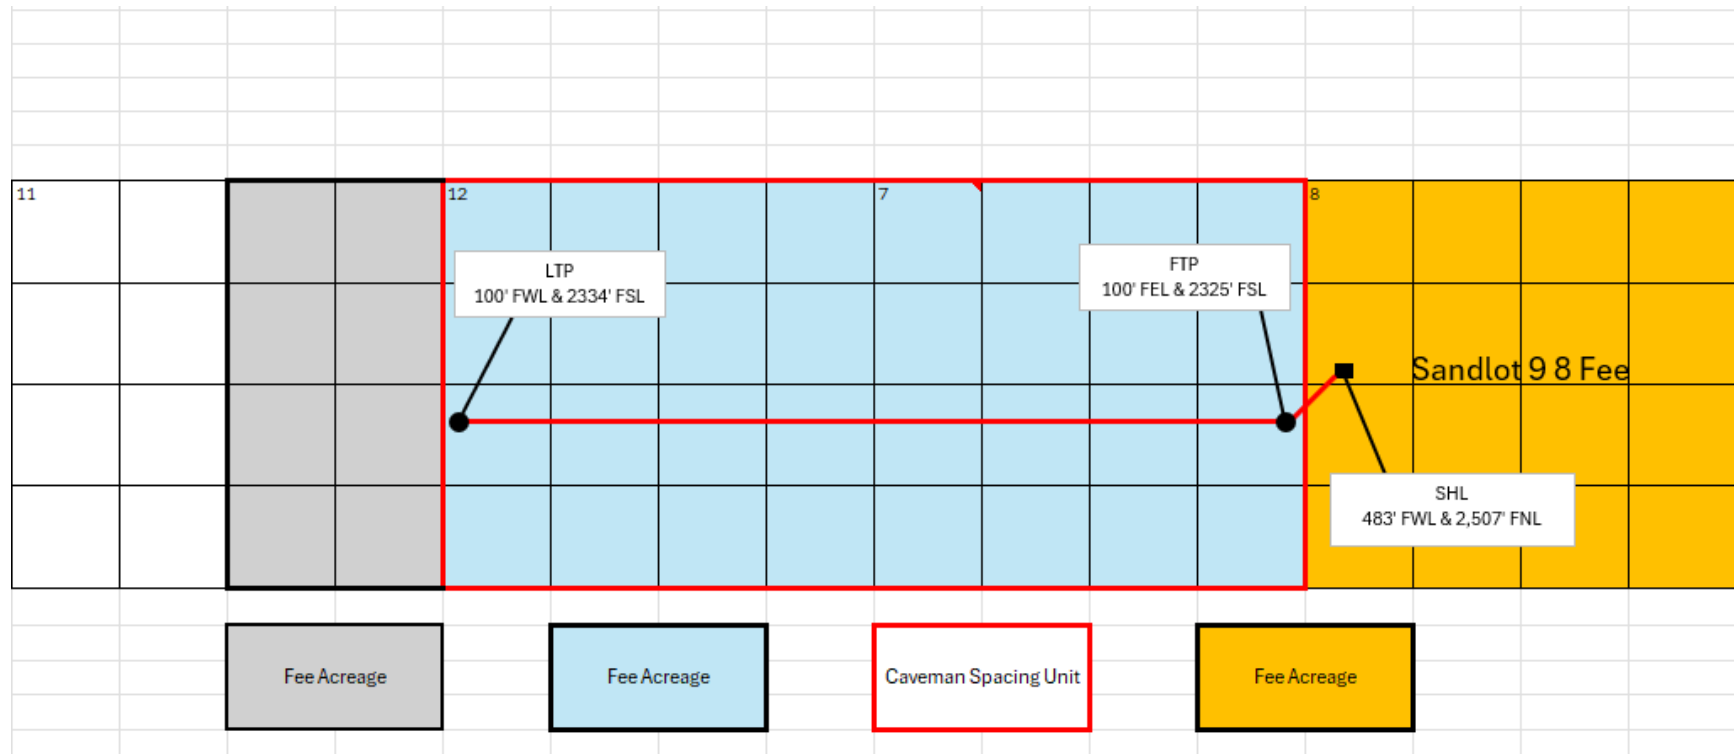 11
12
7
8
LTP
100' FWL & 2334' FSL
FTP
100' FEL & 2325' FSL
Sandlot 9 8 Fee
SHL
483' FWL & 2,507' FNL
Fee Acreage
Fee Acreage
Caveman Spacing Unit
Fee Acreage